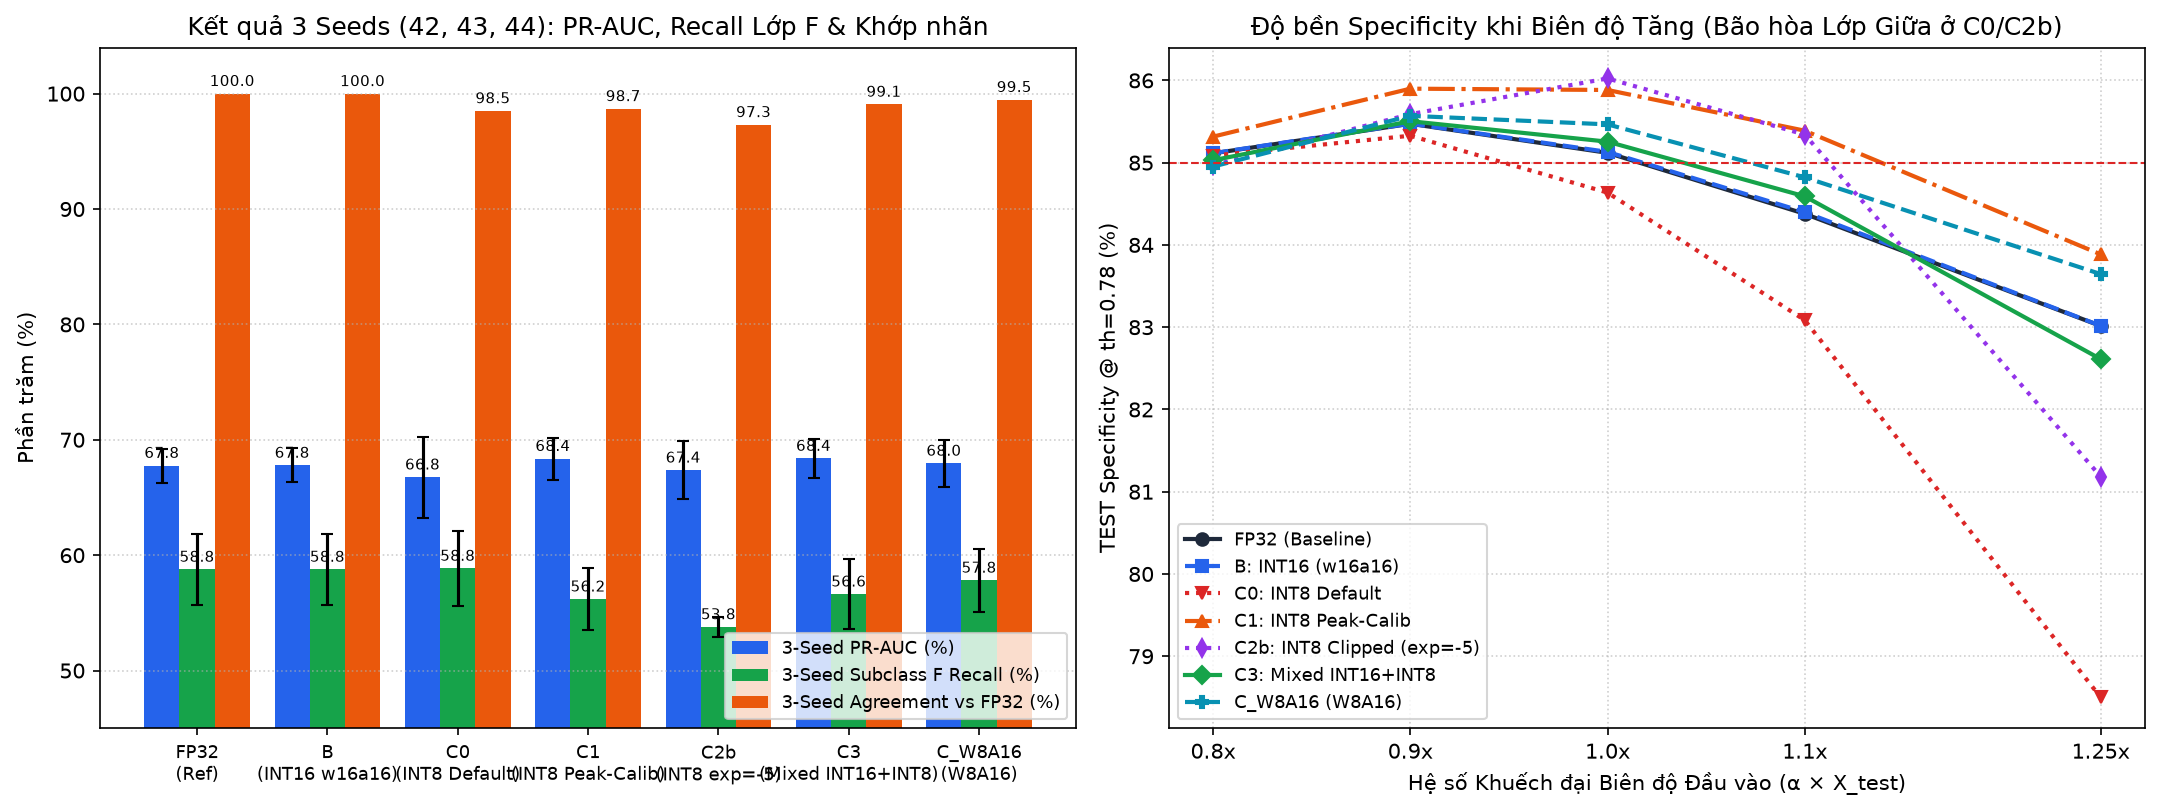 Kết quả 3 Seeds (42, 43, 44): PR-AUC, Recall Lớp F & Khớp nhãn
Phần trăm (%)
100
90
80
70
60
50
67.8
58.8
100.0
67.8
58.8
100.0
66.8
58.8
98.5
68.4
56.2
98.7
67.4
53.8
97.3
68.4
56.6
99.1
68.0
57.8
99.5
3-Seed PR-AUC (%)
3-Seed Subclass F Recall (%)
3-Seed Agreement vs FP32 (%)
FP32
(Ref)
B
(INT16 w16a16)
C0
(INT8 Default)
C1
(INT8 Peak-Calib)
C2b
(INT8 exp=-5)
C3
(Mixed INT16+INT8)
C_W8A16
(W8A16)
Độ bền Specificity khi Biên độ Tăng (Bão hòa Lớp Giữa ở C0/C2b)
TEST Specificity @ th=0.78 (%)
86
85
84
83
82
81
80
79
FP32 (Baseline)
B: INT16 (w16a16)
C0: INT8 Default
C1: INT8 Peak-Calib
C2b: INT8 Clipped (exp=-5)
C3: Mixed INT16+INT8
C_W8A16 (W8A16)
0.8x
0.9x
1.0x
1.1x
1.25x
Hệ số Khuếch đại Biên độ Đầu vào (α × X_test)